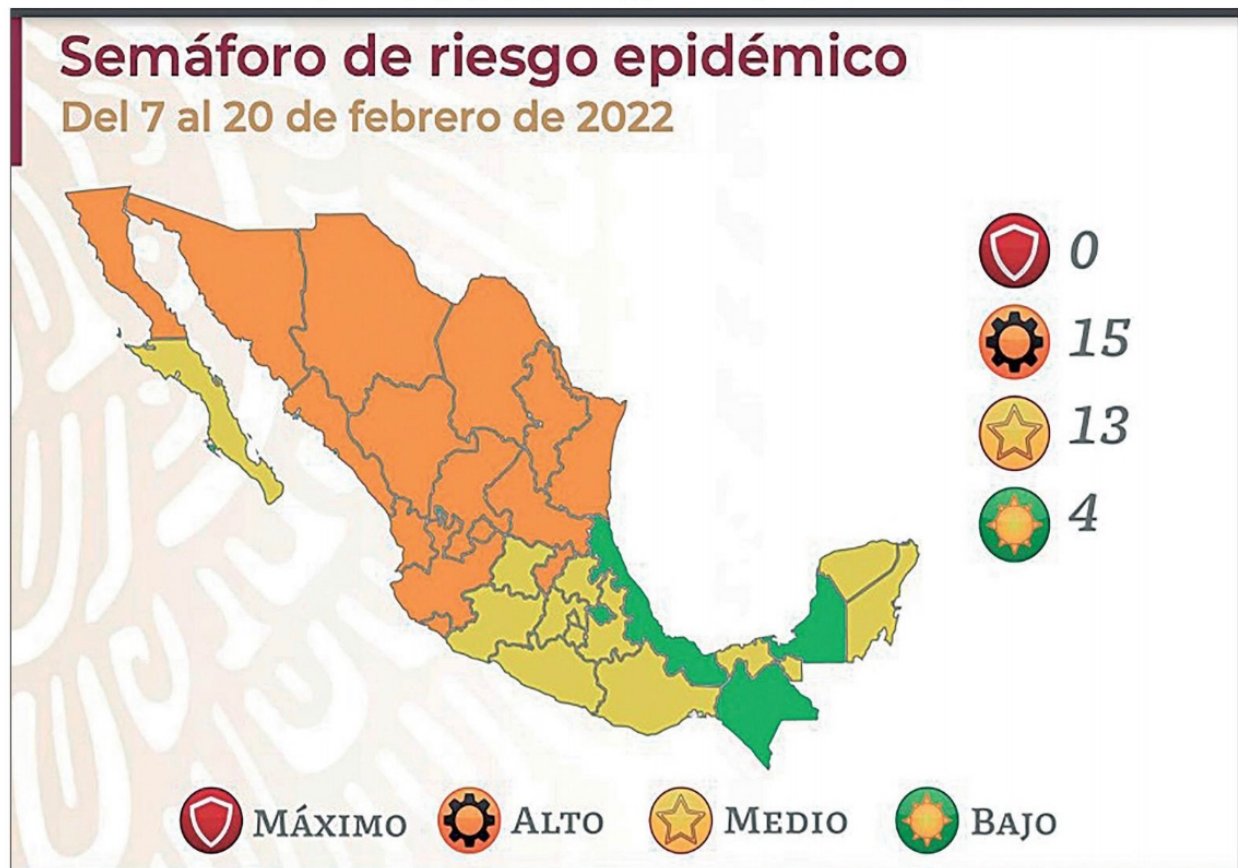 Semáforo de riesgo epidémico
Del 7 al 20 de febrero de 2022
0
15
13
4
MÁXIMO
ALTO
MEDIO
BAJO